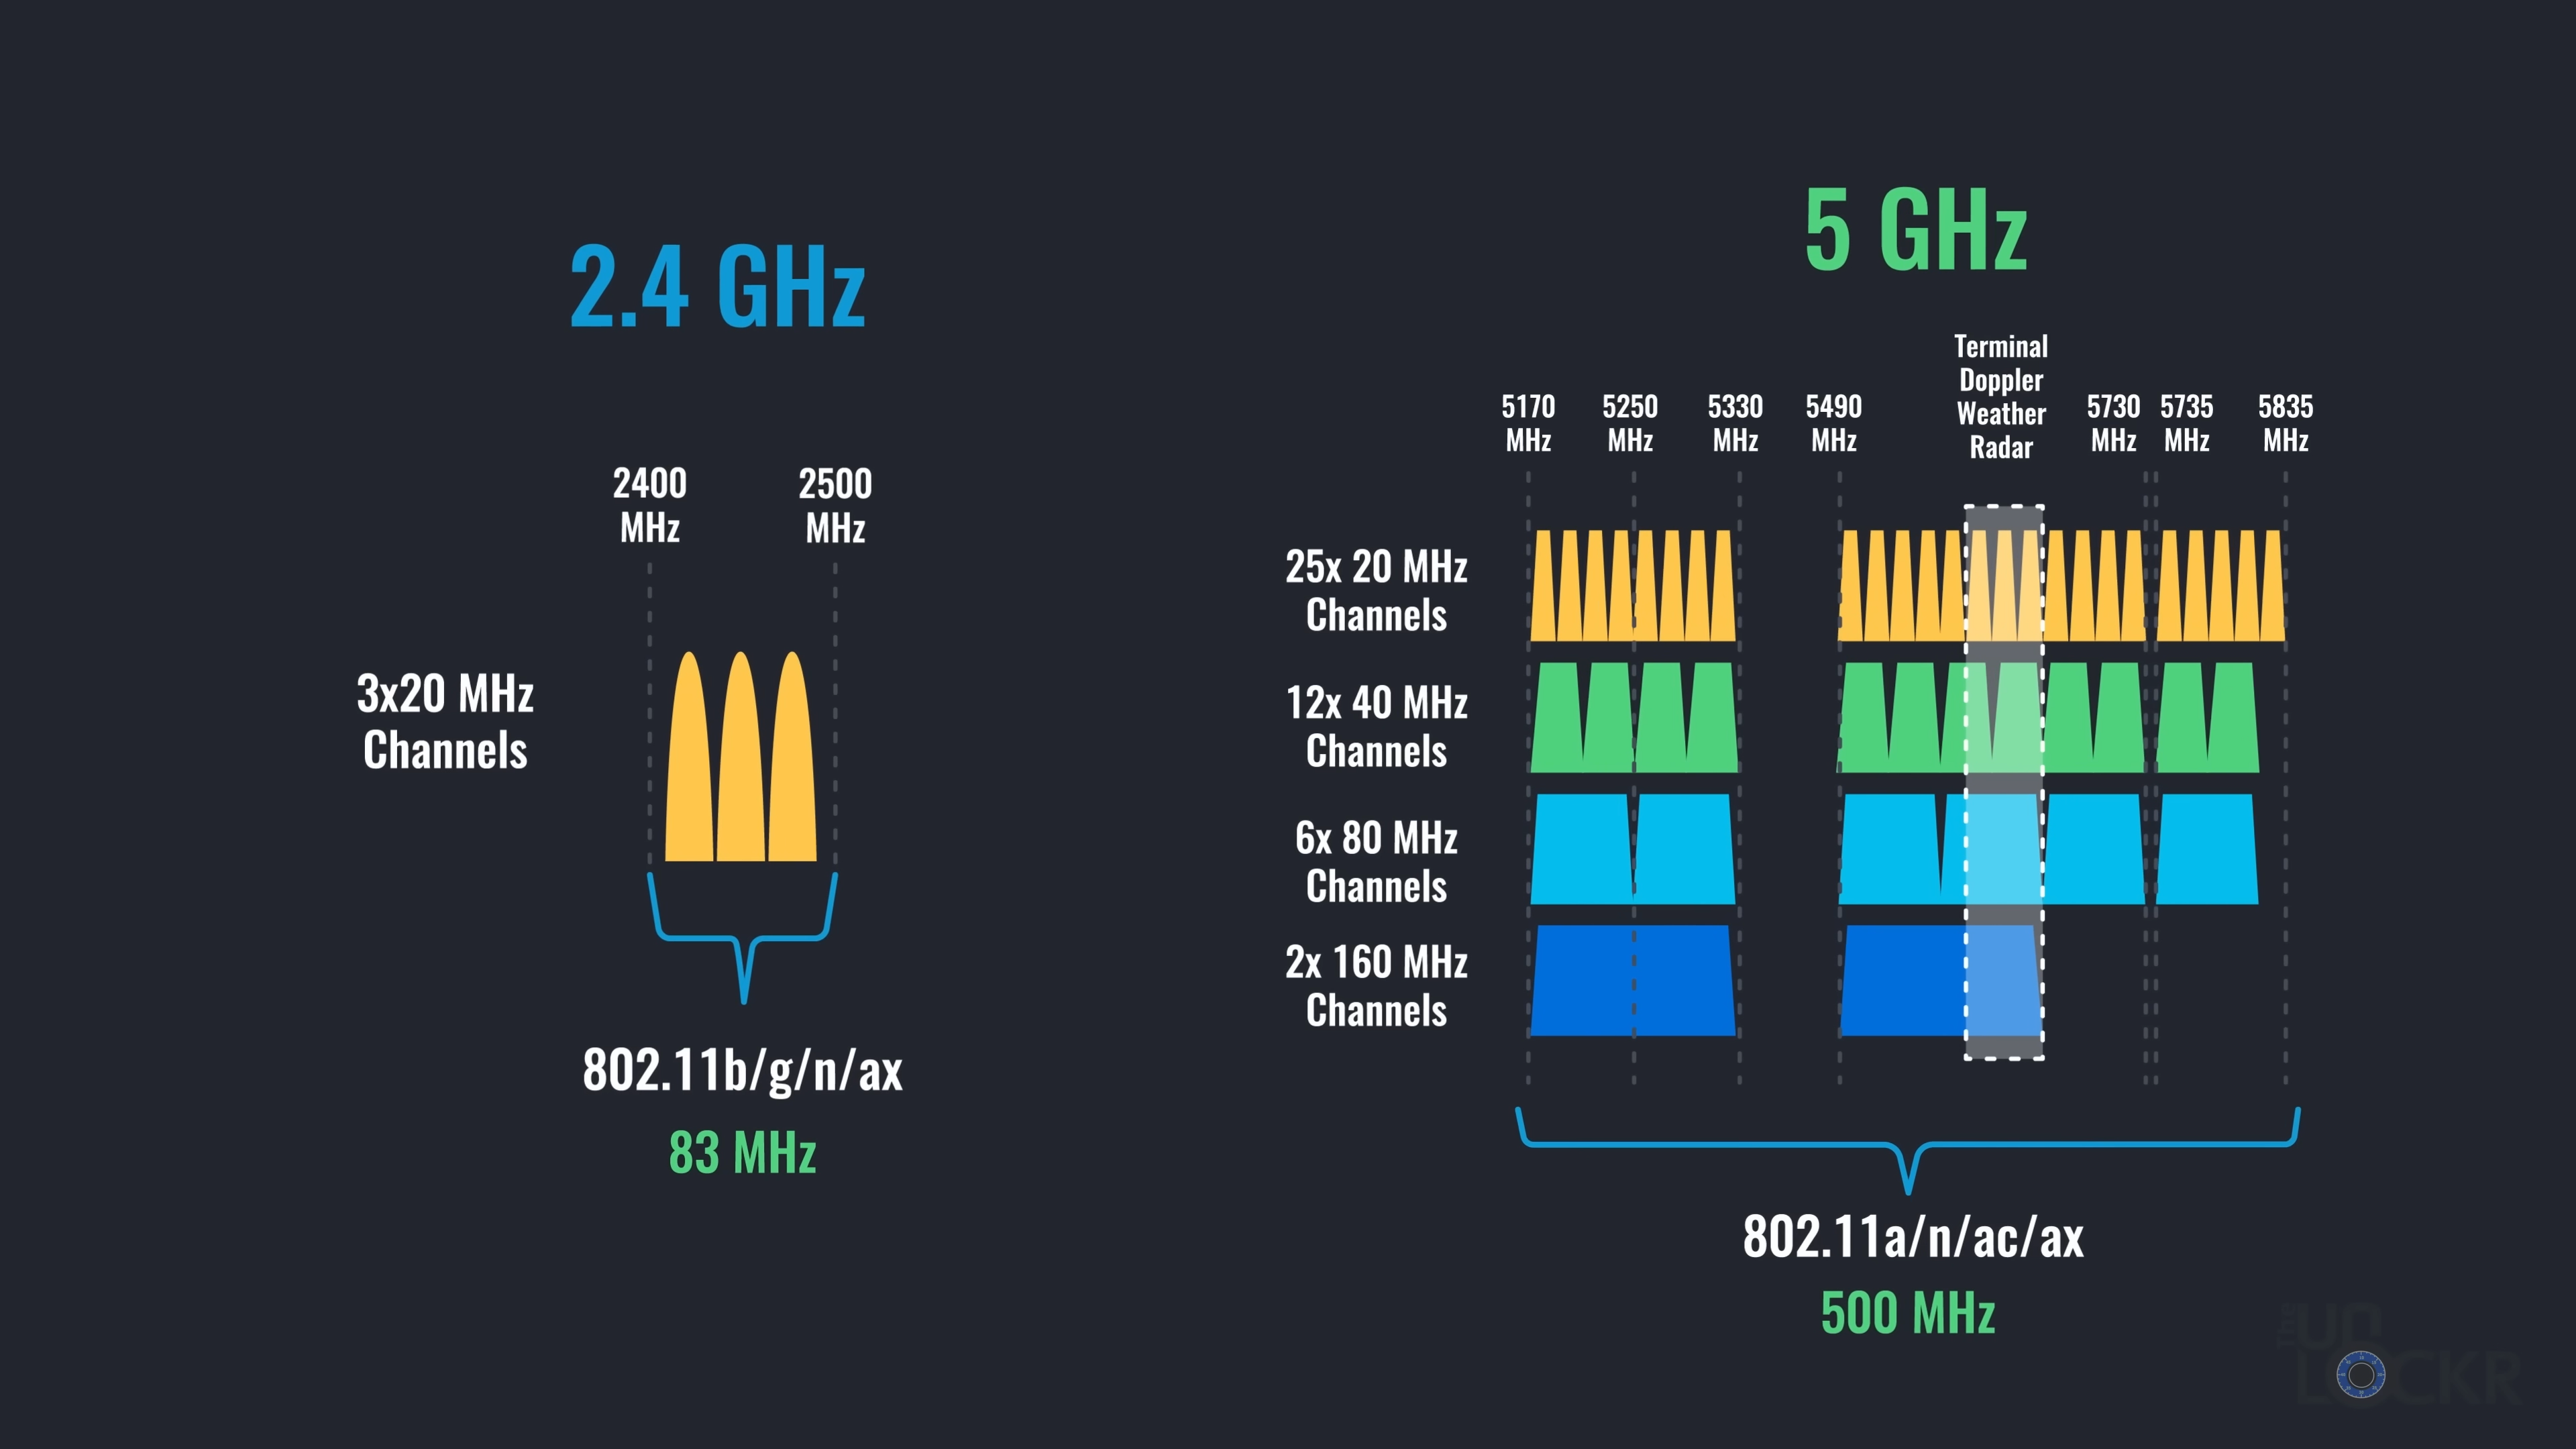 2.4 GHz
2400
MHz
2500
MHz
3x20 MHz
Channels
802.11b/g/n/ax
83 MHz
5 GHz
5170
MHz
5250
MHz
5330
MHz
5490
MHz
Terminal
Doppler
Weather
Radar
5730
MHz
5735
MHz
5835
MHz
25x 20 MHz
Channels
12x 40 MHz
Channels
6x 80 MHz
Channels
2x 160 MHz
Channels
802.11a/n/ac/ax
500 MHz
THE
UN
LOCKR